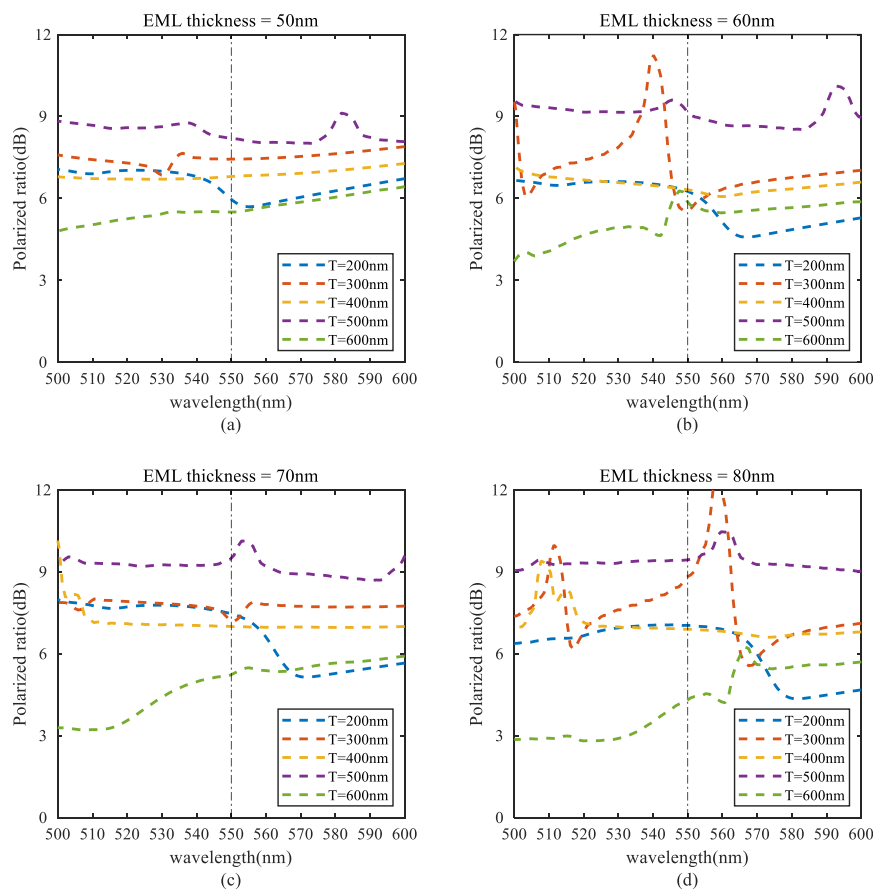 EML thickness = 50nm
12
9
6
3
0
Polarized ratio(dB)
T=200nm
T=300nm
T=400nm
T=500nm
T=600nm
500 510 520 530 540 550 560 570 580 590 600
wavelength(nm)
(a)
EML thickness = 60nm
12
9
6
3
0
Polarized ratio(dB)
T=200nm
T=300nm
T=400nm
T=500nm
T=600nm
500 510 520 530 540 550 560 570 580 590 600
wavelength(nm)
(b)
EML thickness = 70nm
12
9
6
3
0
Polarized ratio(dB)
T=200nm
T=300nm
T=400nm
T=500nm
T=600nm
500 510 520 530 540 550 560 570 580 590 600
wavelength(nm)
(c)
EML thickness = 80nm
12
9
6
3
0
Polarized ratio(dB)
T=200nm
T=300nm
T=400nm
T=500nm
T=600nm
500 510 520 530 540 550 560 570 580 590 600
wavelength(nm)
(d)